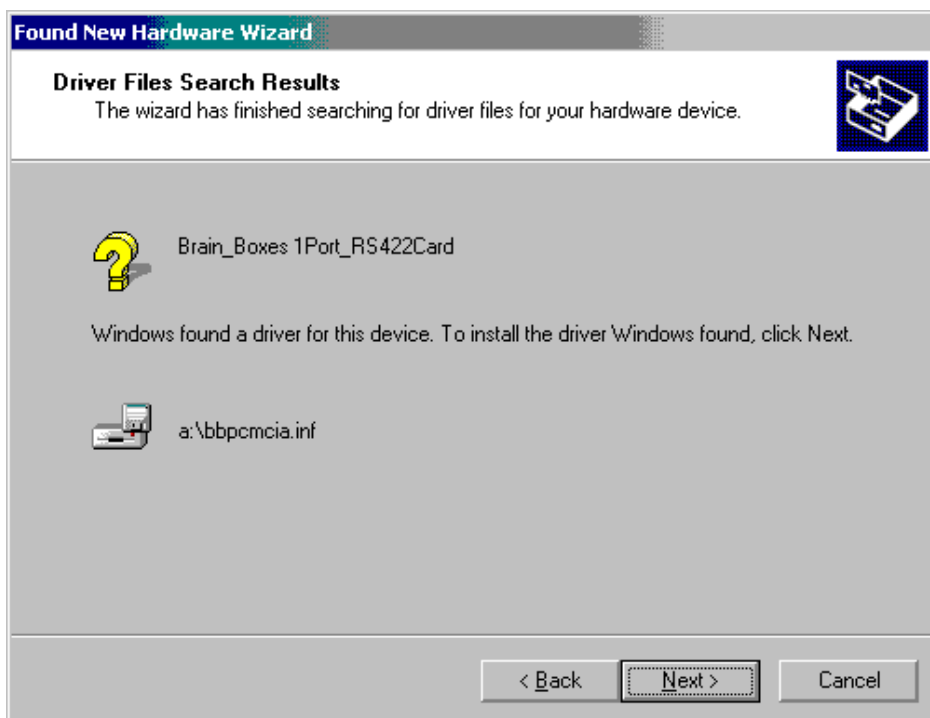 Found New Hardware Wizard
Driver Files Search Results
The wizard has finished searching for driver files for your hardware device.
Brain_Boxes 1Port_RS422Card
Windows found a driver for this device. To install the driver Windows found, click Next.
a:\bbpcmcia.inf
< Back
Next >
Cancel